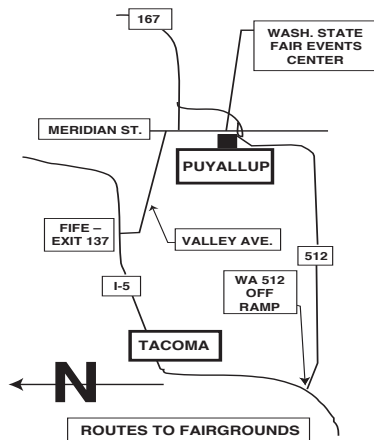 167
WASH. STATE
FAIR EVENTS
CENTER
MERIDIAN ST.
PUYALLUP
FIFE –
EXIT 137
VALLEY AVE.
512
I-5
WA 512
OFF
RAMP
TACOMA
N
ROUTES TO FAIRGROUNDS